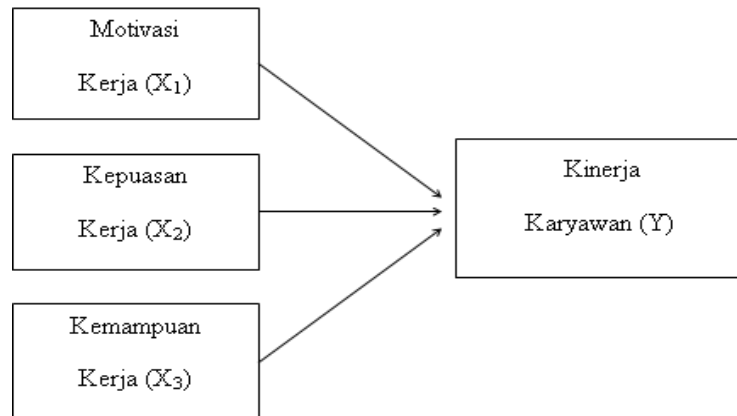 Motivasi
Kerja (X₁)
Kepuasan
Kerja (X₂)
Kemampuan
Kerja (X₃)
Kinerja
Karyawan (Y)